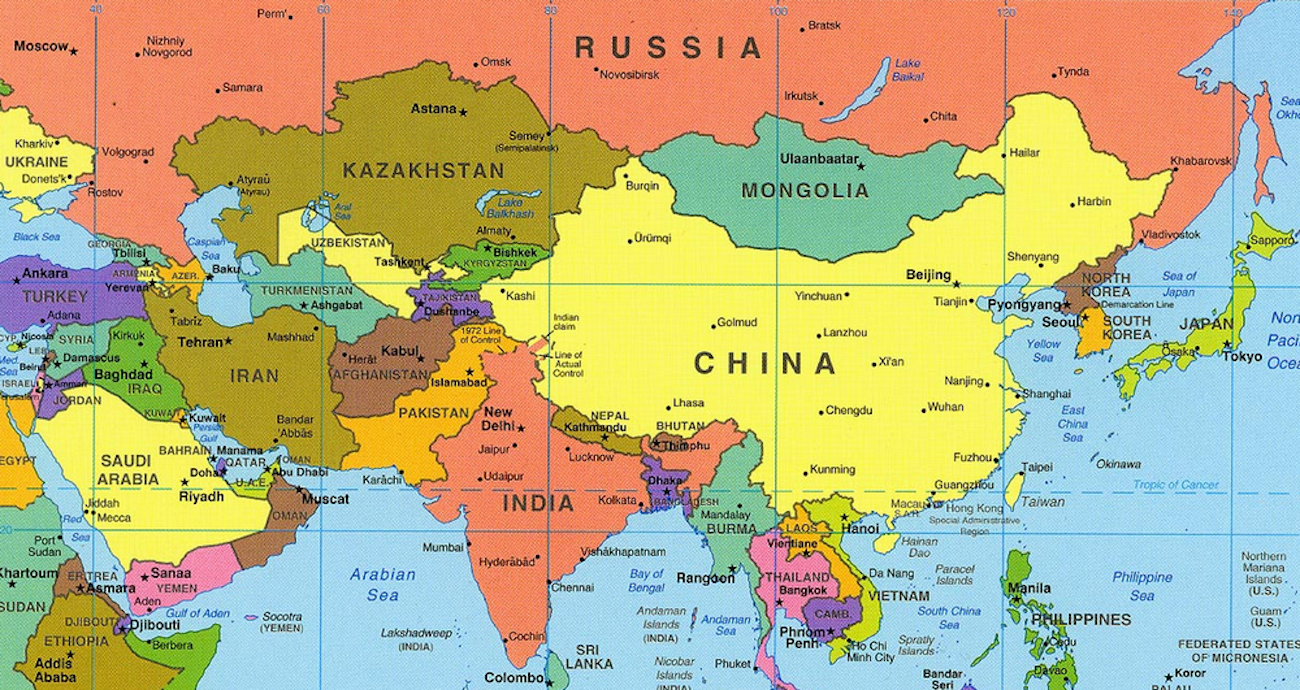 40
60
80
100
120
140
Perm'
Bratsk
Moscow
Nizhniy
Novgorod
RUSSIA
Omsk
Novosibirsk
Lake
Baikal
Tynda
Samara
Irkutsk
Astana
Chita
Kharkiv
Semey
(Semipalatinsk)
Volgograd
Ulaanbaatar
Hailar
Khabarovsk
UKRAINE
Donets'k
KAZAKHSTAN
Rostov
Atyraū
(Atyrau)
Burqin
MONGOLIA
Aral
Sea
Lake
Balkhash
Harbin
Black Sea
Caspian
Sea
Almaty
Ürümqi
Vladivostok
Sapporo
GEORGIA
Tbilisi
UZBEKISTAN
Bishkek
KYRGYZSTAN
Tashkent
Shenyang
Ankara
ARMENIA
AZER.
Baku
Beijing
NORTH
KOREA
Sea of
Japan
TURKEY
Yerevan
TURKMENISTAN
Ashgabat
TAJIKISTAN
Dushanbe
Kashi
Yinchuan
Tianjin
Pyongyang
Demarcation Line
Adana
Tabrīz
Mashhad
1972 Line
of Control
Indian
claim
Golmud
Lanzhou
Seoul
SOUTH
KOREA
JAPAN
Nicosia
SYRIA
Kirkuk
Tehran
Kabul
Herāt
Line of
Actual
Control
CHINA
Xi'an
Yellow
Sea
Ōsaka
Tokyo
Damascus
Beirut
Baghdad
IRAQ
IRAN
AFGHANISTAN
Islamabad
Nanjing
ISRAEL
Amman
JORDAN
Lhasa
Chengdu
Wuhan
Shanghai
KUWAIT
Kuwait
Persian
Gulf
Bandar
'Abbās
PAKISTAN
New
Delhi
NEPAL
Kathmandu
BHUTAN
Thimphu
East
China
Sea
EGYPT
SAUDI
ARABIA
BAHRAIN
Manama
QATAR
Doha
OMAN
Abu Dhabi
U.A.E.
Jaipur
Lucknow
Kunming
Fuzhou
Taipei
Okinawa
Riyadh
Muscat
Karāchi
Udaipur
Dhaka
BANGLADESH
Guangzhou
Taiwan
Tropic of Cancer
Jiddah
Mecca
OMAN
INDIA
Kolkata
Mandalay
BURMA
Macau
S.A.R.
Hong Kong
Special Administrative
Region
20
Red
Sea
Port
Sudan
Mumbai
Hyderābād
Vishākhapatnam
LAOS
Vientiane
Hanoi
Hainan
Dao
Khartoum
ERITREA
Asmara
Sanaa
YEMEN
Arabian
Sea
Chennai
Bay of
Bengal
Rangoon
THAILAND
Bangkok
Da Nang
VIETNAM
Paracel
Islands
Manila
Philippine
Sea
Northern
Mariana
Islands
(U.S.)
SUDAN
Aden
Gulf of Aden
Socotra
(YEMEN)
Andaman
Islands
(INDIA)
Andaman
Sea
CAMB.
South China
Sea
Guam
(U.S.)
DJIBOUTI
Djibouti
Lakshadweep
(INDIA)
Cochin
Phnom
Penh
PHILIPPINES
ETHIOPIA
Berbera
SRI
LANKA
Nicobar
Islands
(INDIA)
Phuket
Ho Chi
Minh City
Spratly
Islands
Cebu
FEDERATED STATES
OF MICRONESIA
Addis
Ababa
Colombo
Bandar
Seri
Davao
Koror
PALAU